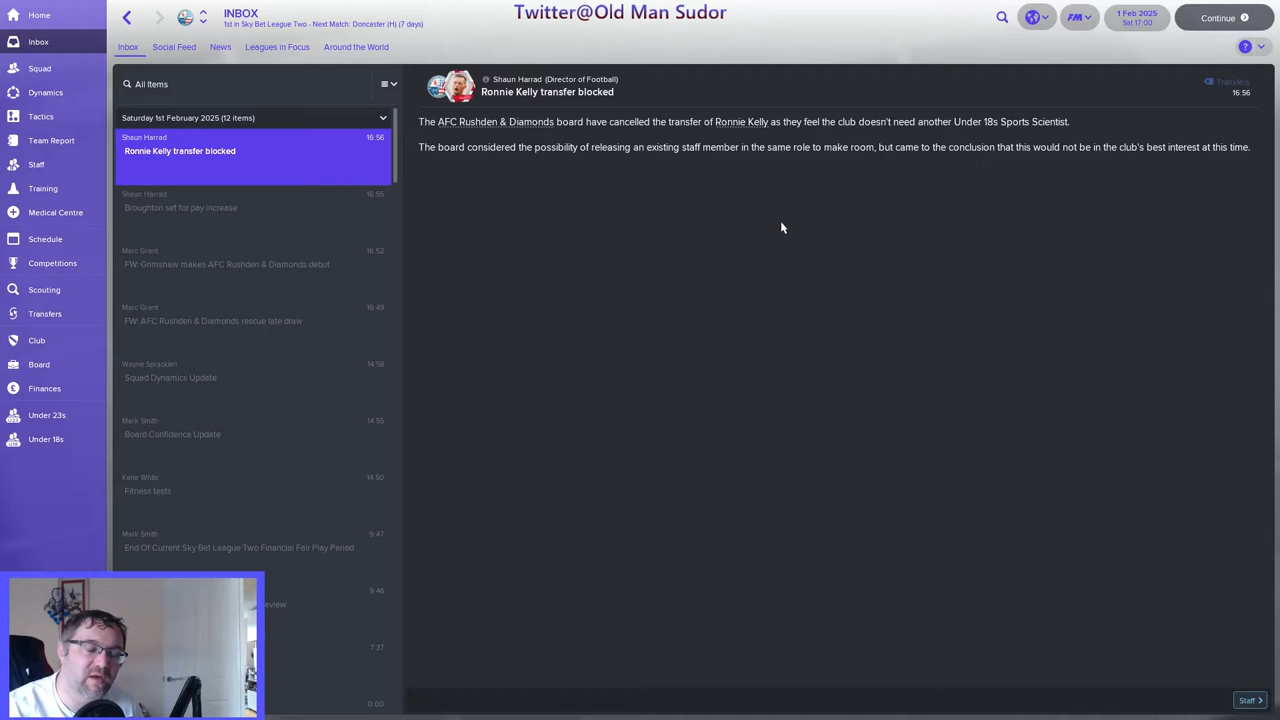 Twitter@Old Man Sudor
Home
Inbox
Squad
Dynamics
Tactics
Team Report
Staff
Training
Medical Centre
Schedule
Competitions
Scouting
Transfers
Club
Board
Finances
Under 23s
Under 18s
INBOX
1st in Sky Bet League Two - Next Match: Doncaster (H) (7 days)
FM
1 Feb 2025
Sat 17:00
Continue
Inbox
Social Feed
News
Leagues in Focus
Around the World
?
All Items
Saturday 1st February 2025 (12 items)
Shaun Harrad 16:56
Ronnie Kelly transfer blocked
Shaun Harrad 16:55
Broughton set for pay increase
Marc Grant 16:52
FW: Grimshaw makes AFC Rushden & Diamonds debut
Marc Grant 16:49
FW: AFC Rushden & Diamonds rescue late draw
Wayne Spracklen 14:58
Squad Dynamics Update
Mark Smith 14:55
Board Confidence Update
Kane White 14:50
Fitness tests
Mark Smith 9:47
End Of Current Sky Bet League Two Financial Fair Play Period
9:46
7:37
0:00
Shaun Harrad (Director of Football)
Ronnie Kelly transfer blocked
Transfers
16:56
The AFC Rushden & Diamonds board have cancelled the transfer of Ronnie Kelly as they feel the club doesn't need another Under 18s Sports Scientist.
The board considered the possibility of releasing an existing staff member in the same role to make room, but came to the conclusion that this would not be in the club's best interest at this time.
Staff